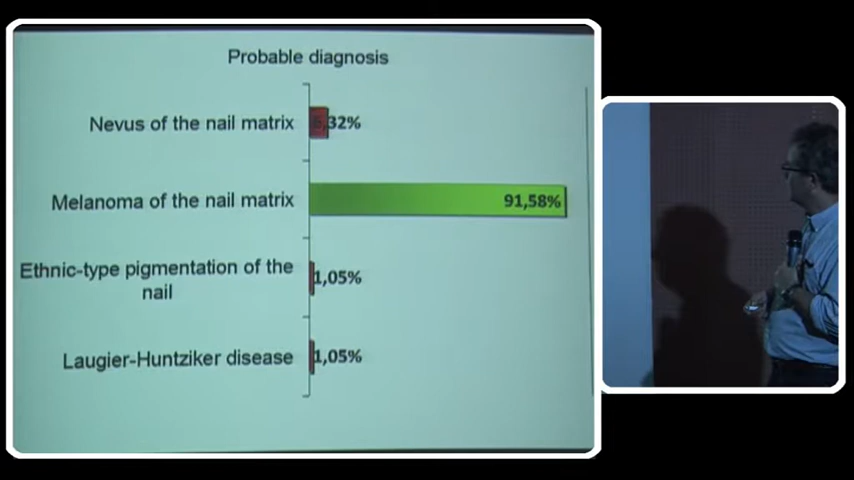 Probable diagnosis
Nevus of the nail matrix
6,32%
Melanoma of the nail matrix
91,58%
Ethnic-type pigmentation of the
nail
1,05%
Laugier-Huntziker disease
1,05%